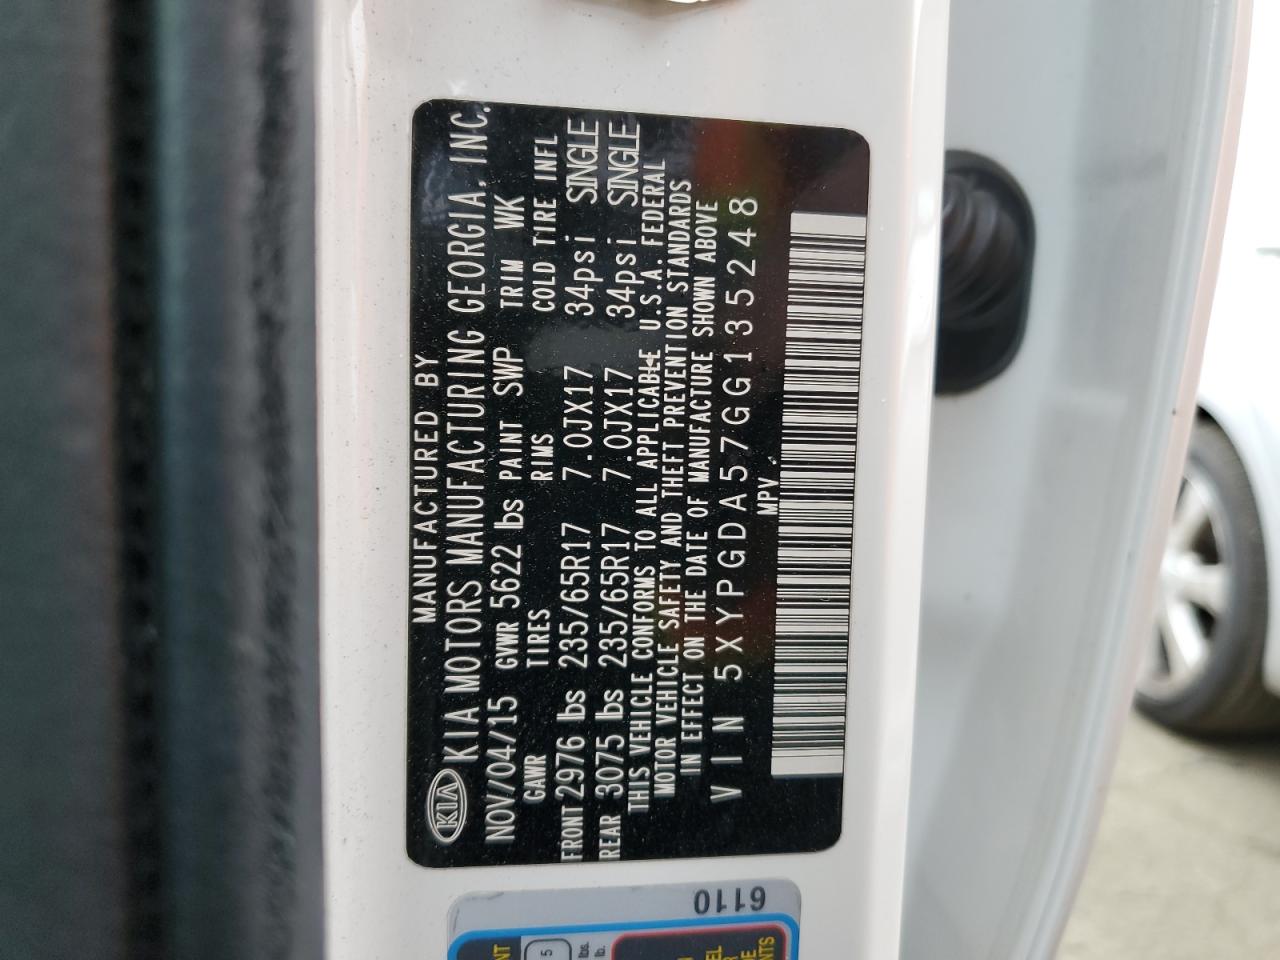 MANUFACTURED BY
KIA KIA MOTORS MANUFACTURING GEORGIA, INC.
NOV/04/15 GVWR 5622 lbs PAINT SWP TRIM WK
GAWR TIRES RIMS COLD TIRE INFL
FRONT 2976 lbs 235/65R17 7.0JX17 34psi SINGLE
REAR 3075 lbs 235/65R17 7.0JX17 34psi SINGLE
THIS VEHICLE CONFORMS TO ALL APPLICABLE U.S.A. FEDERAL
MOTOR VEHICLE SAFETY AND THEFT PREVENTION STANDARDS
IN EFFECT ON THE DATE OF MANUFACTURE SHOWN ABOVE
VIN 5XYPGDA57GG135248
MPV
6110
5
lbs.
lb.